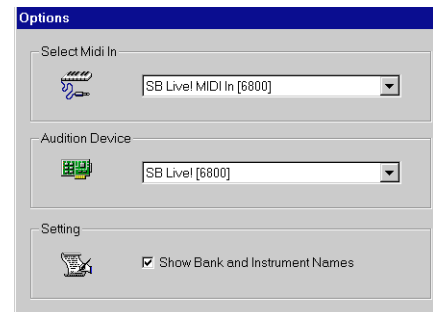 Options
Select Midi In
SB Live! MIDI In [6800]
Audition Device
SB Live! [6800]
Setting
Show Bank and Instrument Names